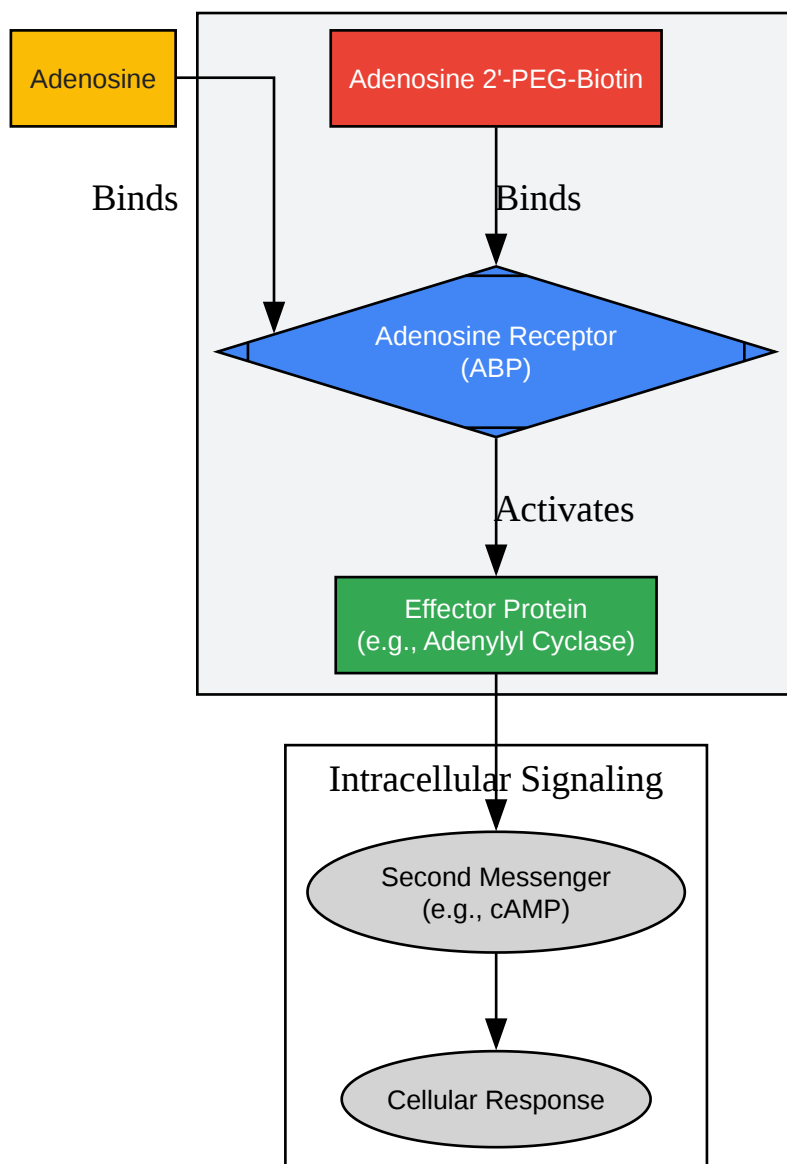 Adenosine
Adenosine 2'-PEG-Biotin
Binds
Binds
Adenosine Receptor
(ABP)
Activates
Effector Protein
(e.g., Adenylyl Cyclase)
Intracellular Signaling
Second Messenger
(e.g., cAMP)
Cellular Response